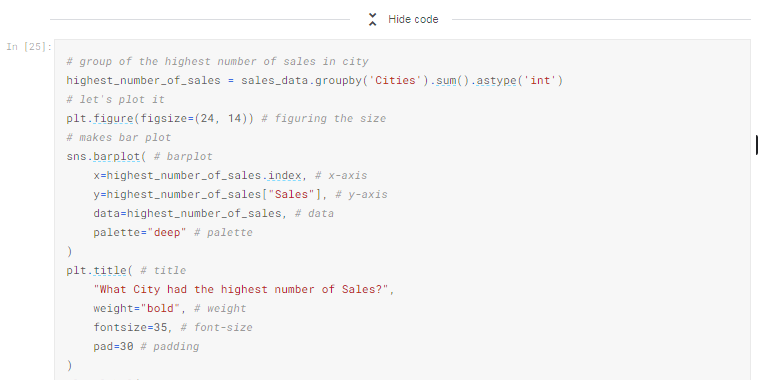 Hide code
In [25]:
# group of the highest number of sales in city
highest_number_of_sales = sales_data.groupby('Cities').sum().astype('int')
# let's plot it
plt.figure(figsize=(24, 14)) # figuring the size
# makes bar plot
sns.barplot( # barplot
    x=highest_number_of_sales.index, # x-axis
    y=highest_number_of_sales["Sales"], # y-axis
    data=highest_number_of_sales, # data
    palette="deep" # palette
)
plt.title( # title
    "What City had the highest number of Sales?",
    weight="bold", # weight
    fontsize=35, # font-size
    pad=30 # padding
)